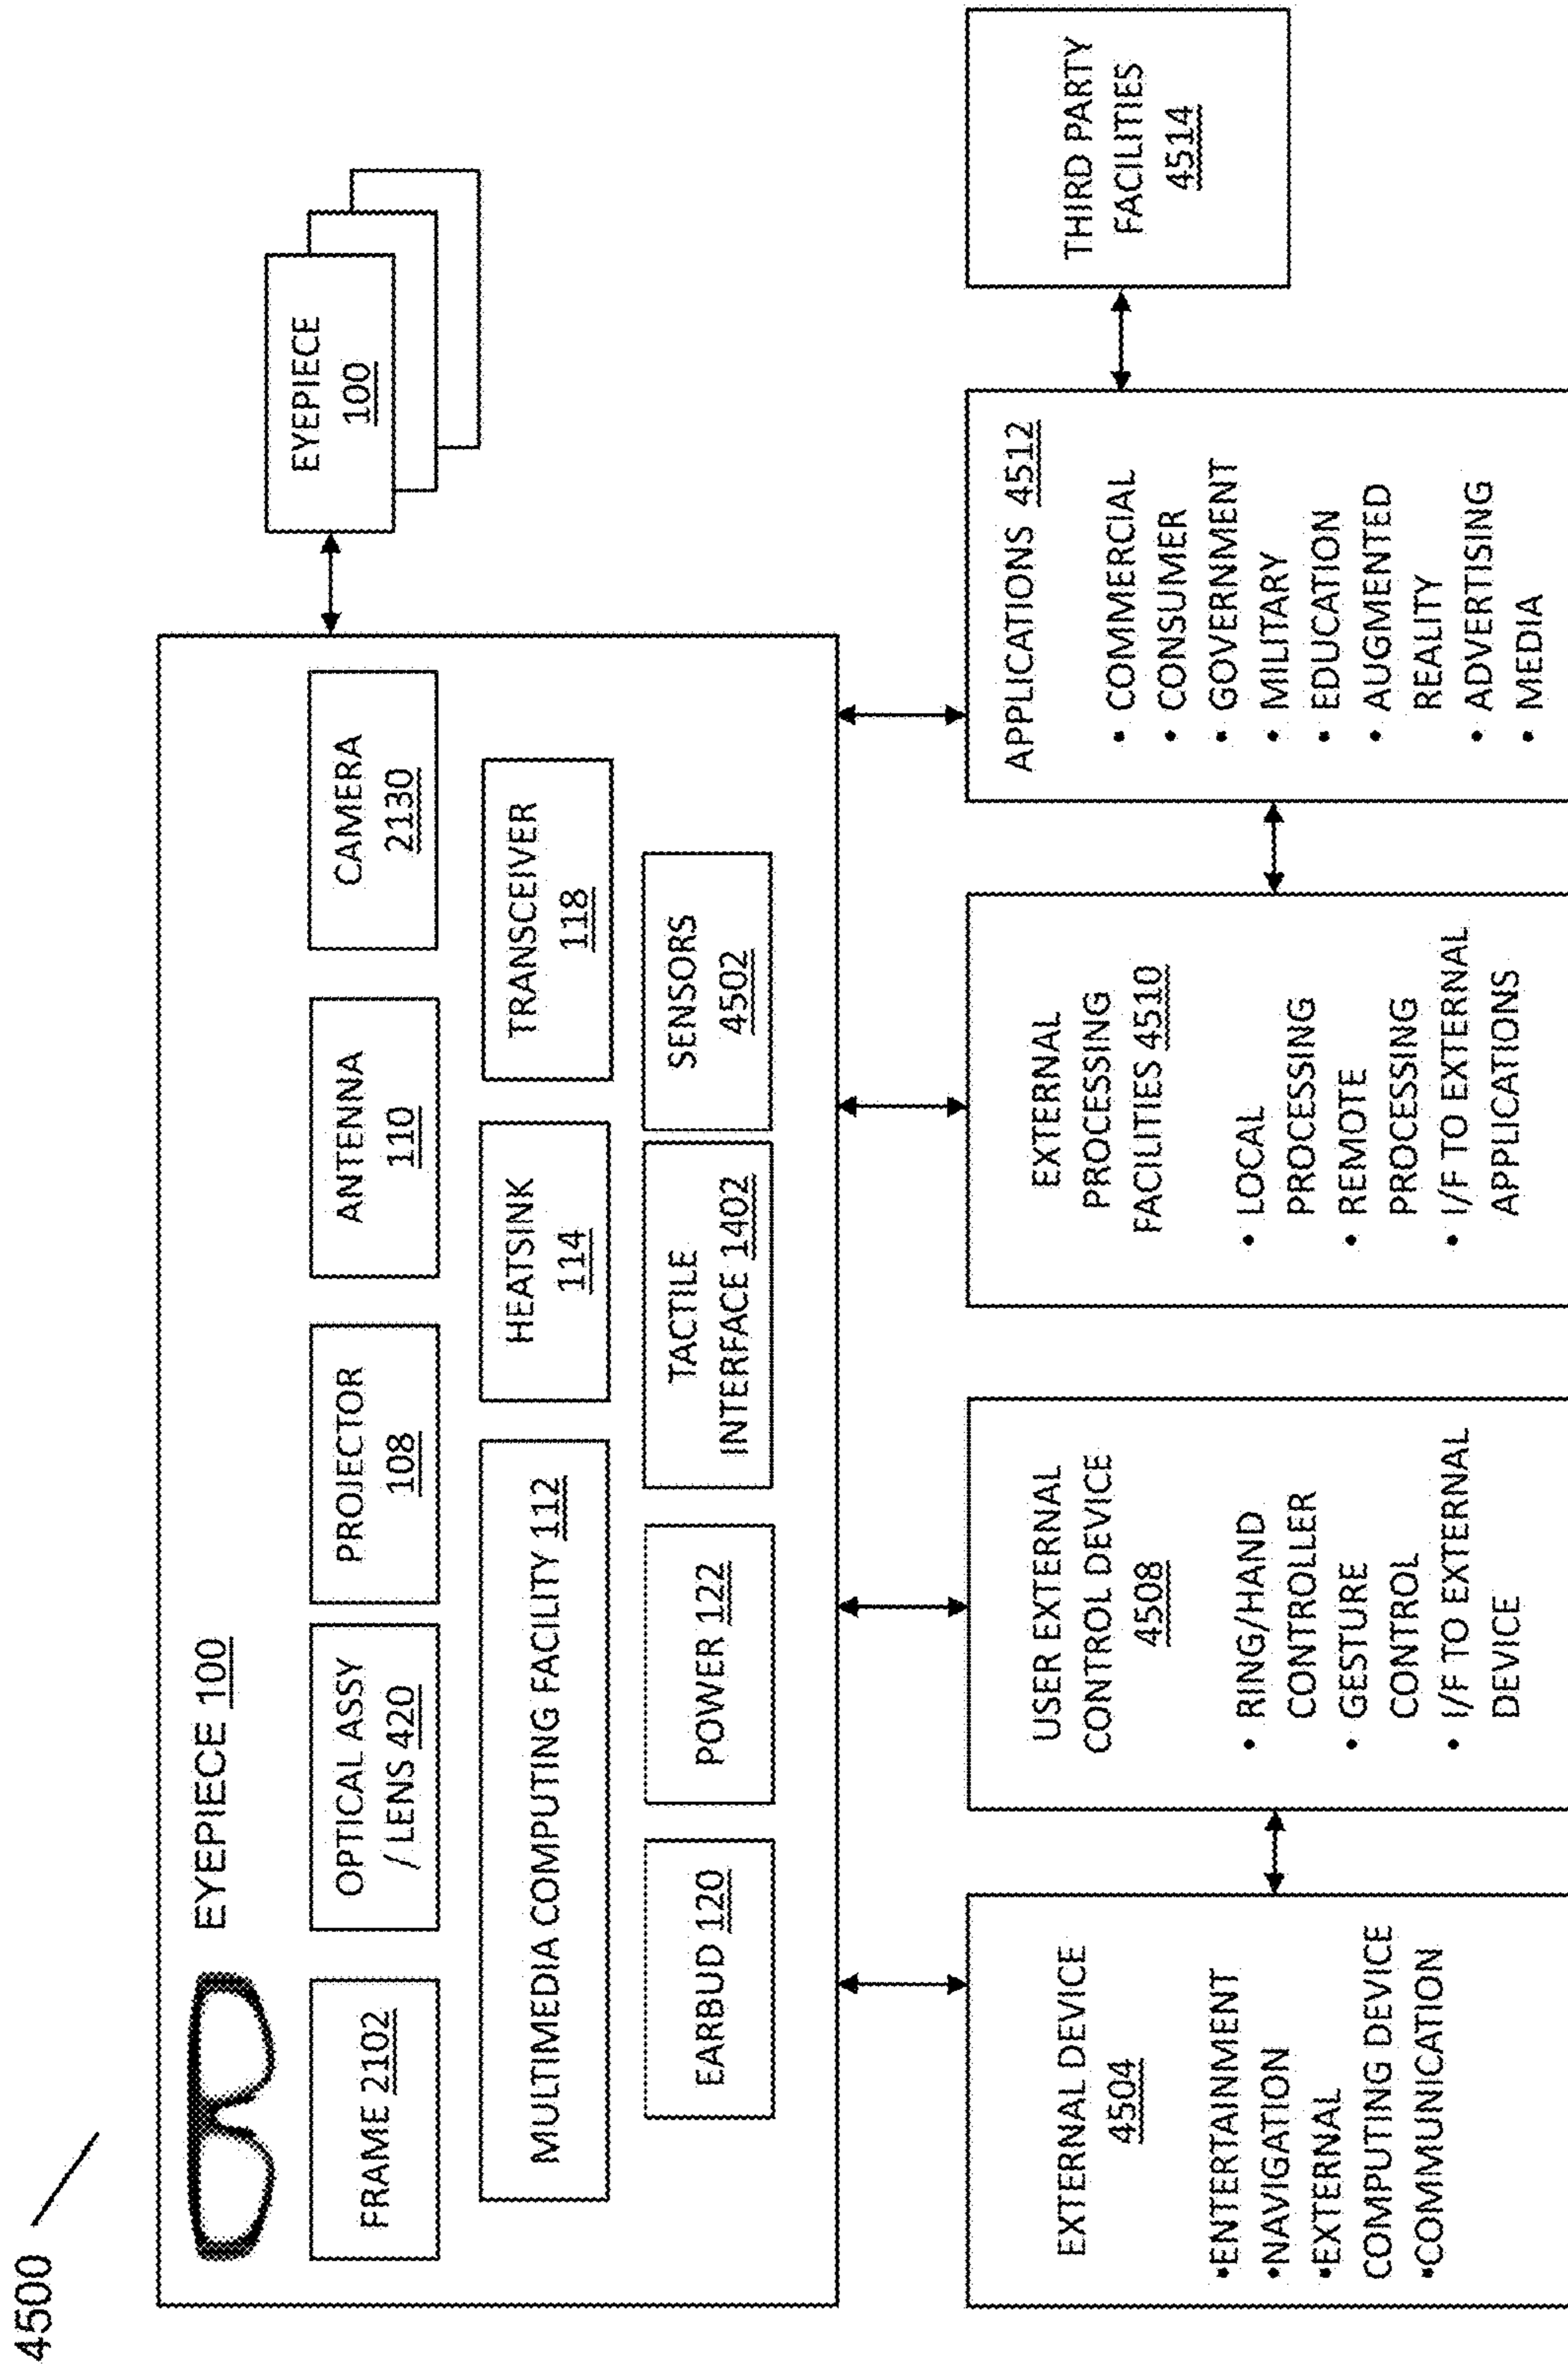 4500
EYEPIECE 100
FRAME 2102
OPTICAL ASSY
/ LENS 420
PROJECTOR
108
ANTENNA
110
CAMERA
2130
MULTIMEDIA COMPUTING FACILITY 112
HEATSINK
114
TRANSCEIVER
118
EARBUD 120
POWER 122
TACTILE
INTERFACE 1402
SENSORS
4502
EYEPIECE
100
EXTERNAL DEVICE
4504
•ENTERTAINMENT
•NAVIGATION
•EXTERNAL
COMPUTING DEVICE
•COMMUNICATION
USER EXTERNAL
CONTROL DEVICE
4508
• RING/HAND
CONTROLLER
• GESTURE
CONTROL
• I/F TO EXTERNAL
DEVICE
EXTERNAL
PROCESSING
FACILITIES 4510
• LOCAL
PROCESSING
• REMOTE
PROCESSING
• I/F TO EXTERNAL
APPLICATIONS
APPLICATIONS 4512
• COMMERCIAL
• CONSUMER
• GOVERNMENT
• MILITARY
• EDUCATION
• AUGMENTED
REALITY
• ADVERTISING
• MEDIA
THIRD PARTY
FACILITIES
4514